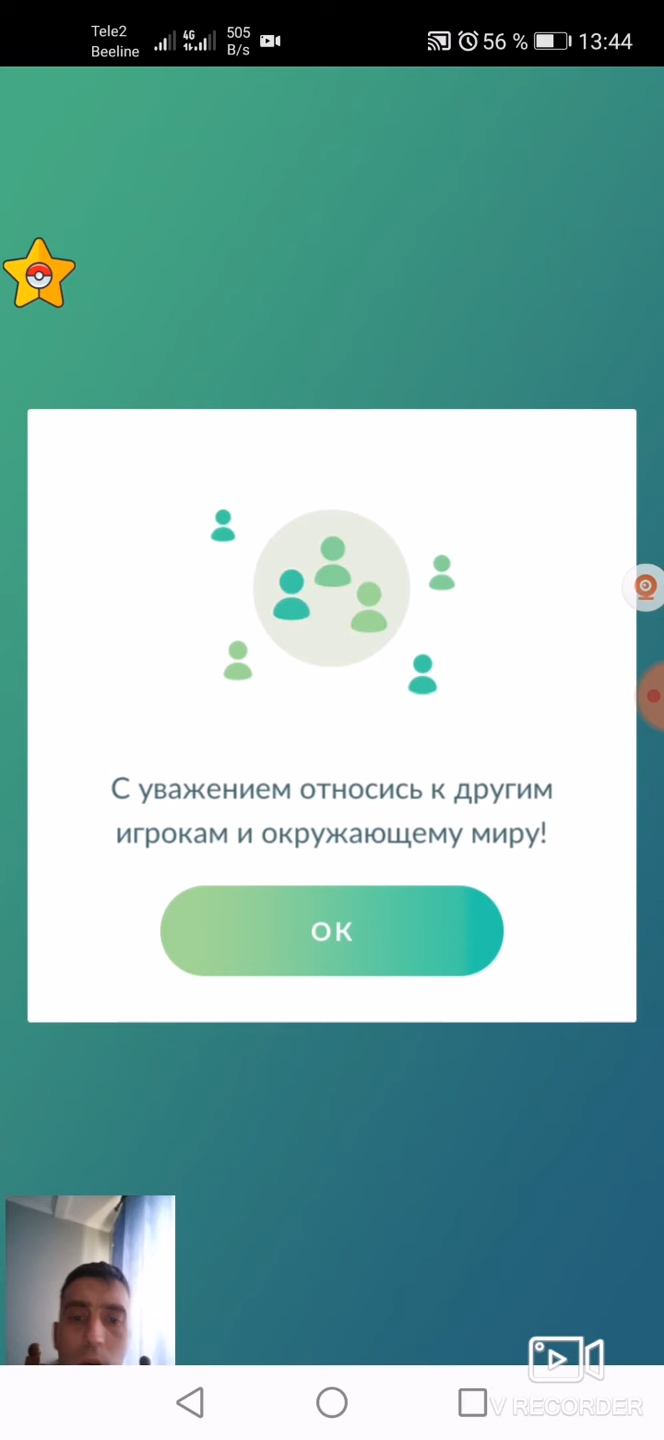 Tele2
Beeline
4G
505
B/s
56 %
13:44
С уважением относись к другим
игрокам и окружающему миру!
OK
V RECORDER